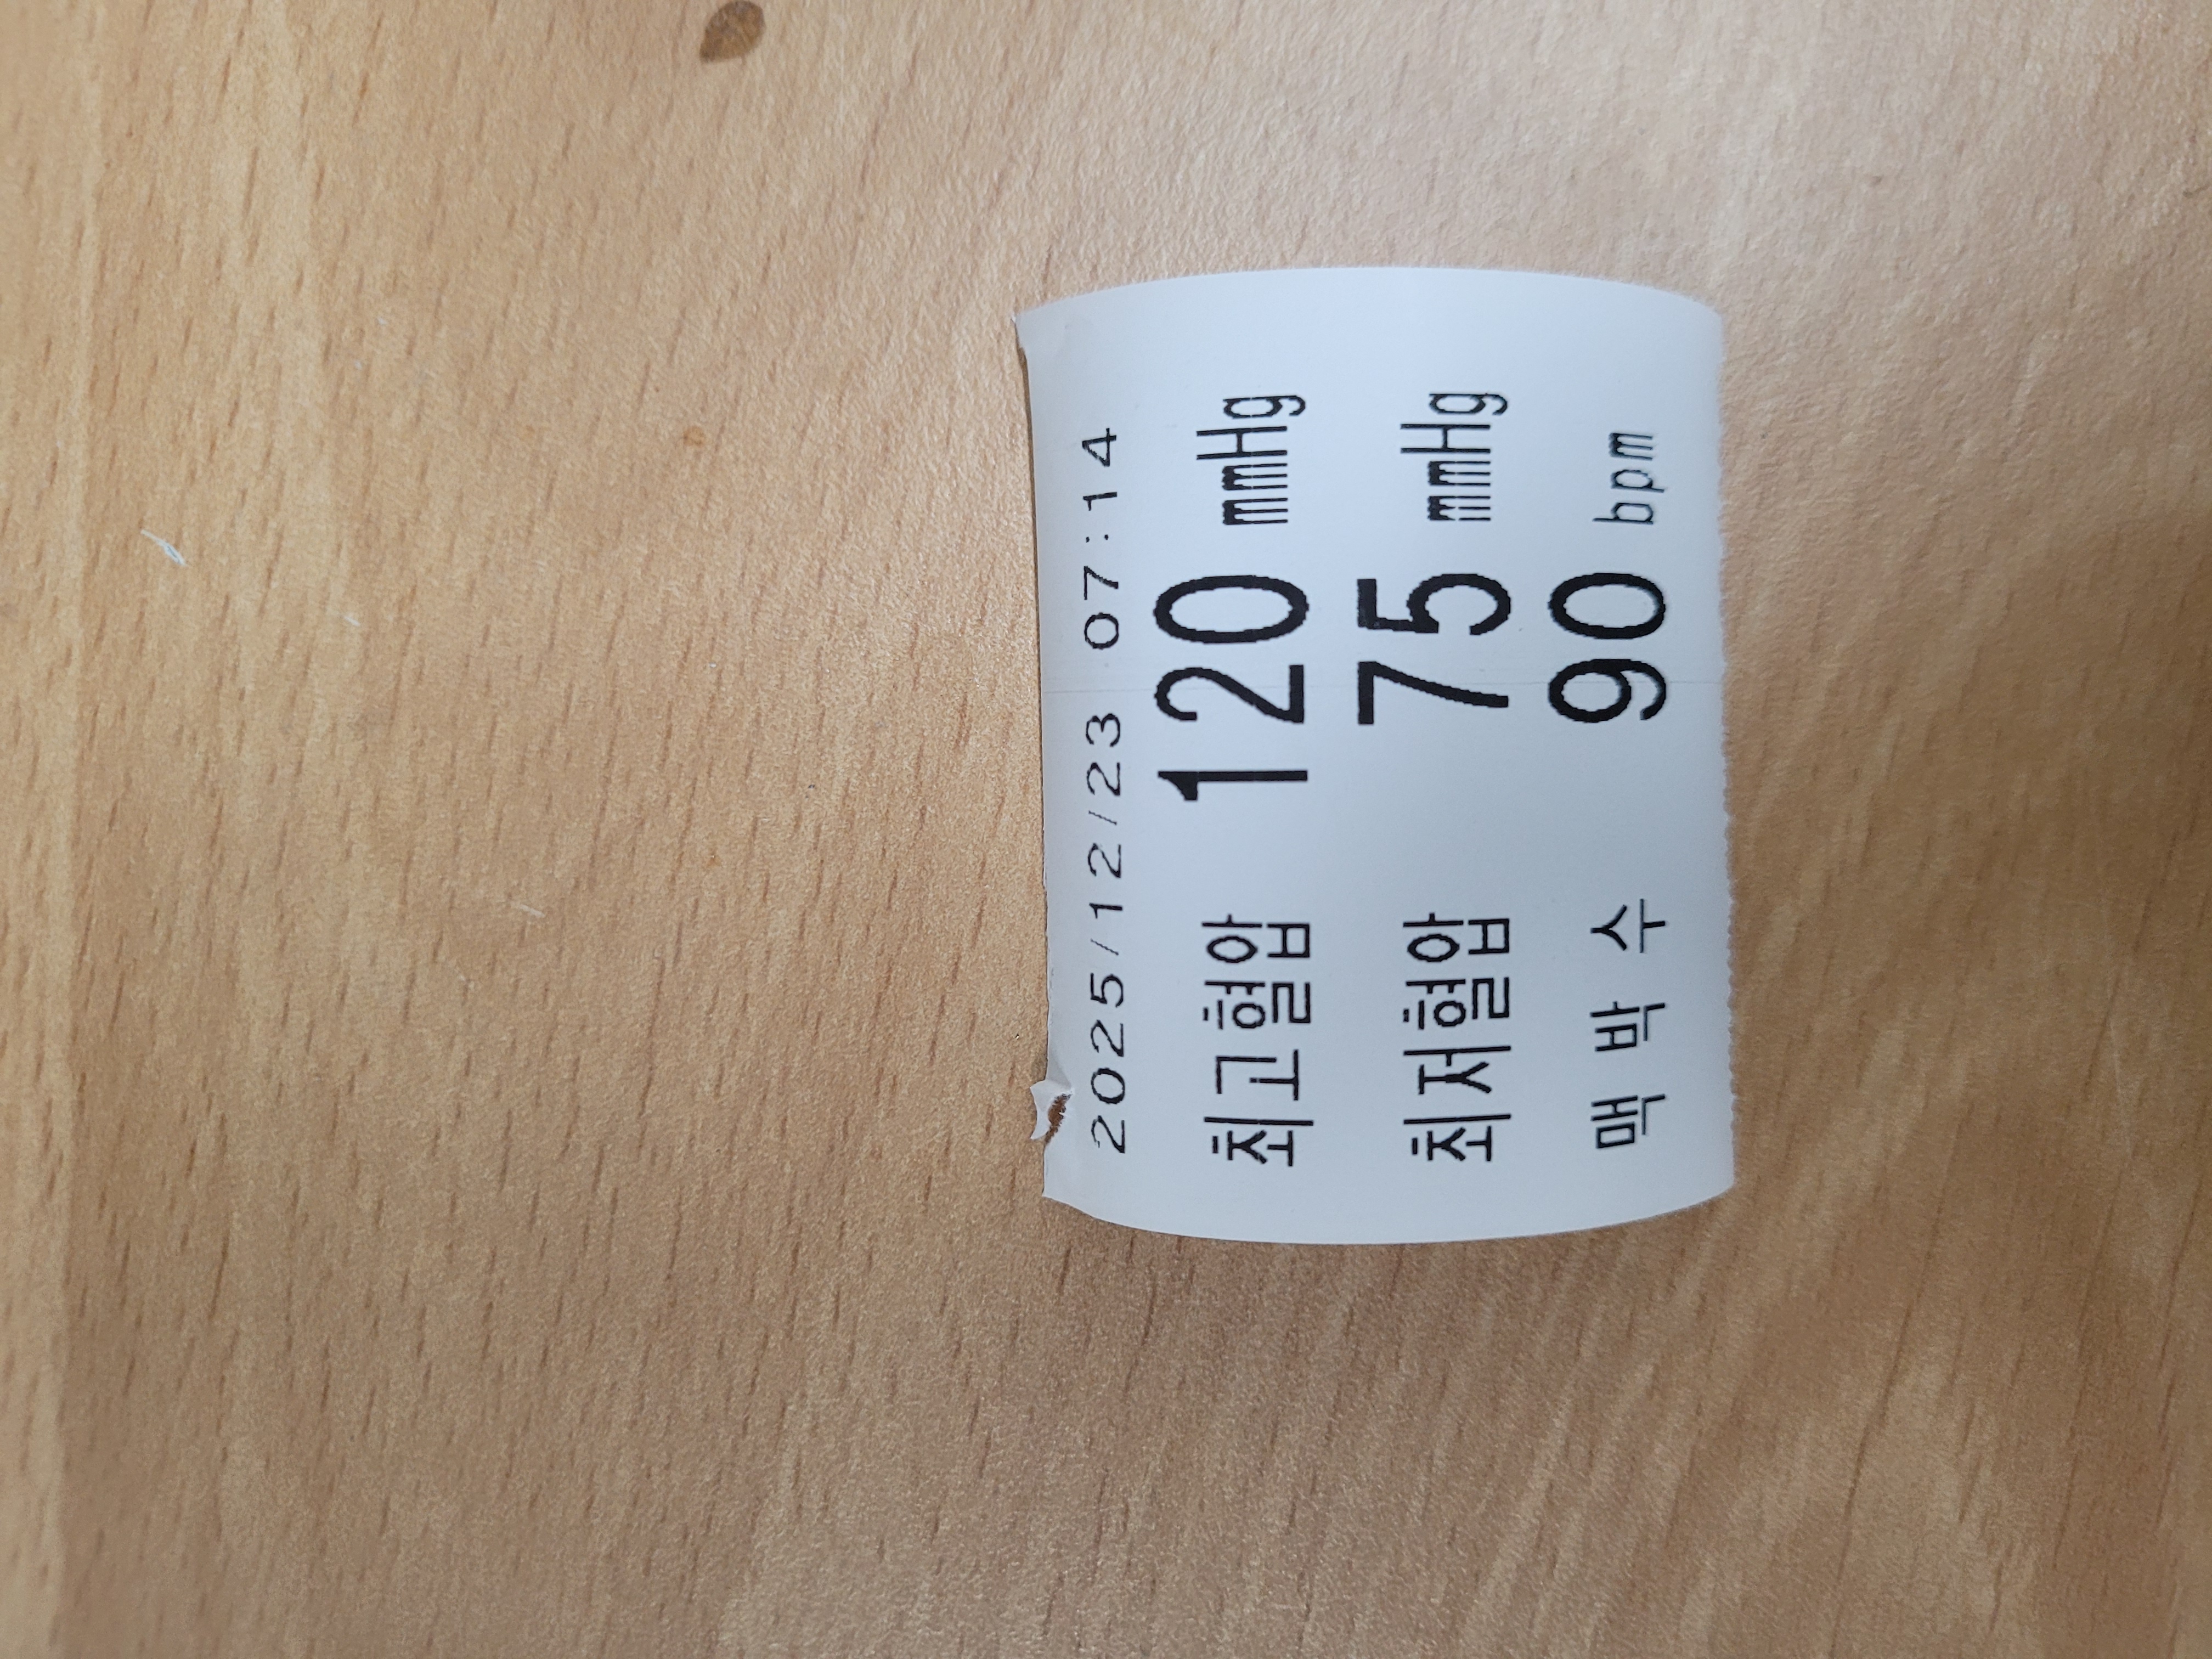 2025/12/23 07:14
최고혈압 120 mmHg
최저혈압 75 mmHg
맥 박 수 90 bpm